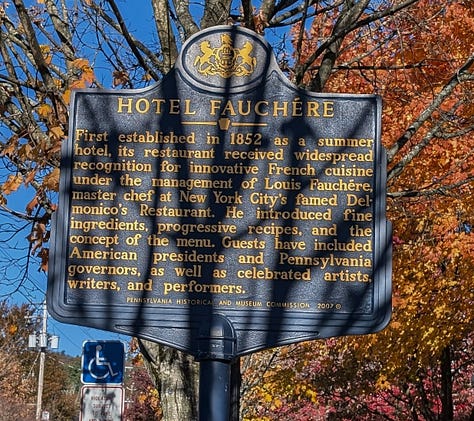 HOTEL FAUCHÉRE
First established in 1852 as a summer
hotel, its restaurant received widespread
recognition for innovative French cuisine
under the management of Louis Fauchére,
master chef at New York City's famed Del-
monico's Restaurant. He introduced fine
ingredients, progressive recipes, and the
concept of the menu. Guests have included
American presidents and Pennsylvania
governors, as well as celebrated artists,
writers, and performers.
PENNSYLVANIA HISTORICAL AND MUSEUM COMMISSION 2007 ©